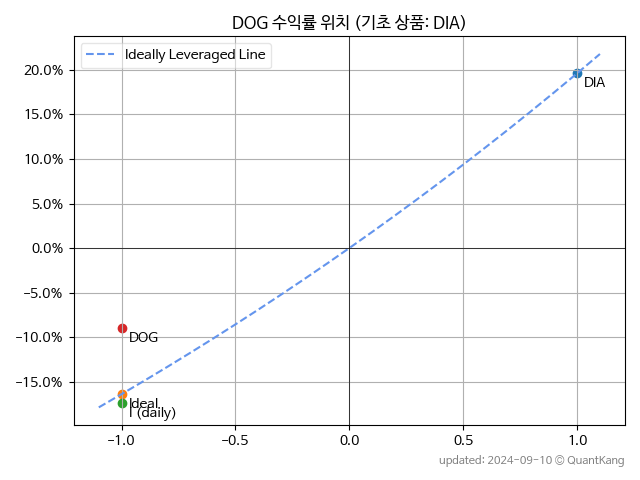 DOG 수익률 위치 (기초 상품: DIA)
Ideally Leveraged Line
20.0%
15.0%
10.0%
5.0%
0.0%
-5.0%
-10.0%
-15.0%
DIA
DOG
Ideal
I (daily)
-1.0 -0.5 0.0 0.5 1.0
updated: 2024-09-10 © QuantKang